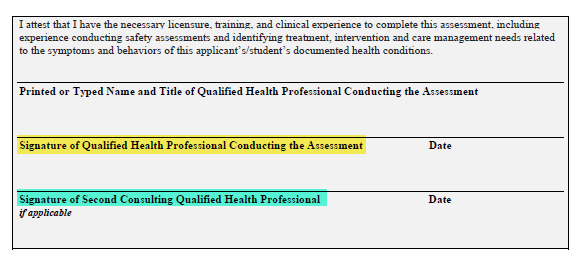 I attest that I have the necessary licensure, training, and clinical experience to complete this assessment, including
experience conducting safety assessments and identifying treatment, intervention and care management needs related
to the symptoms and behaviors of this applicant's/student's documented health conditions.
Printed or Typed Name and Title of Qualified Health Professional Conducting the Assessment
Signature of Qualified Health Professional Conducting the Assessment Date
Signature of Second Consulting Qualified Health Professional Date
if applicable